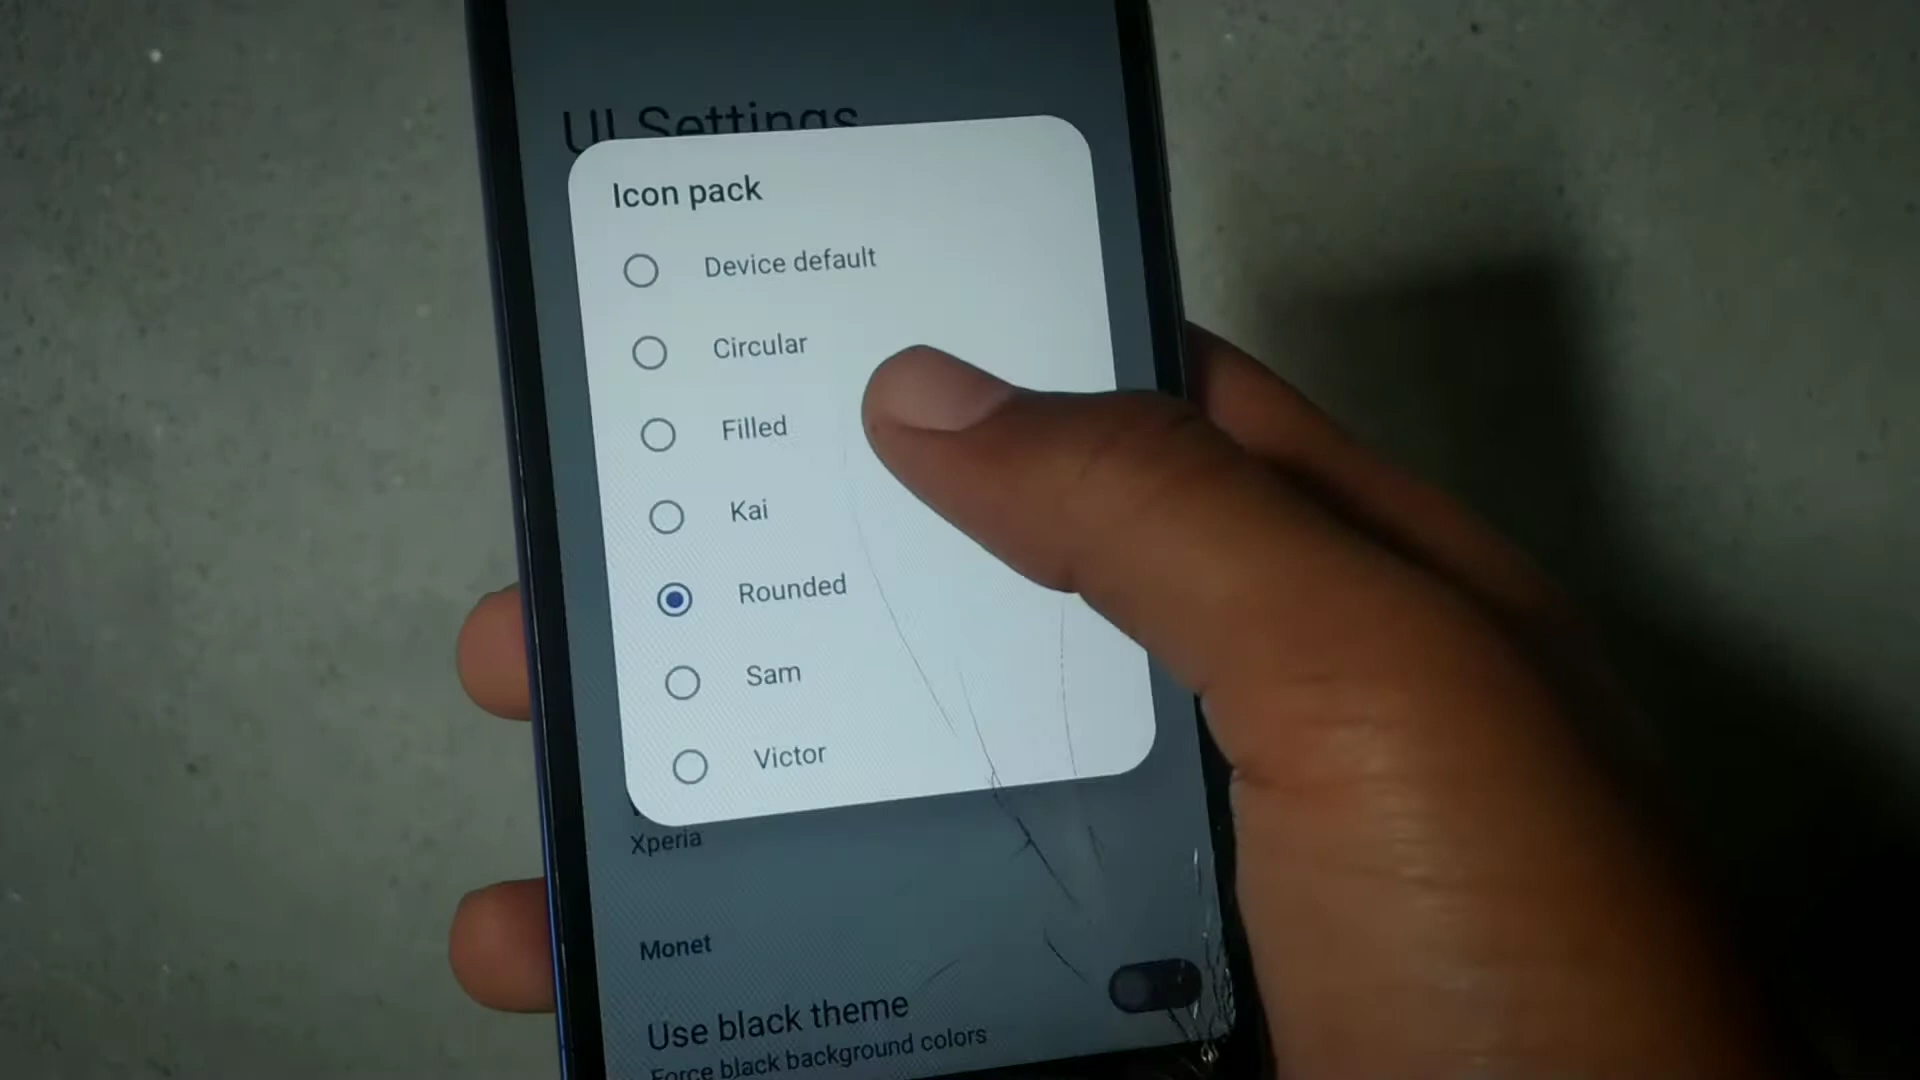 UI Settings
Icon pack
Device default
Circular
Filled
Kai
Rounded
Sam
Victor
Xperia
Monet
Use black theme
Force black background colors